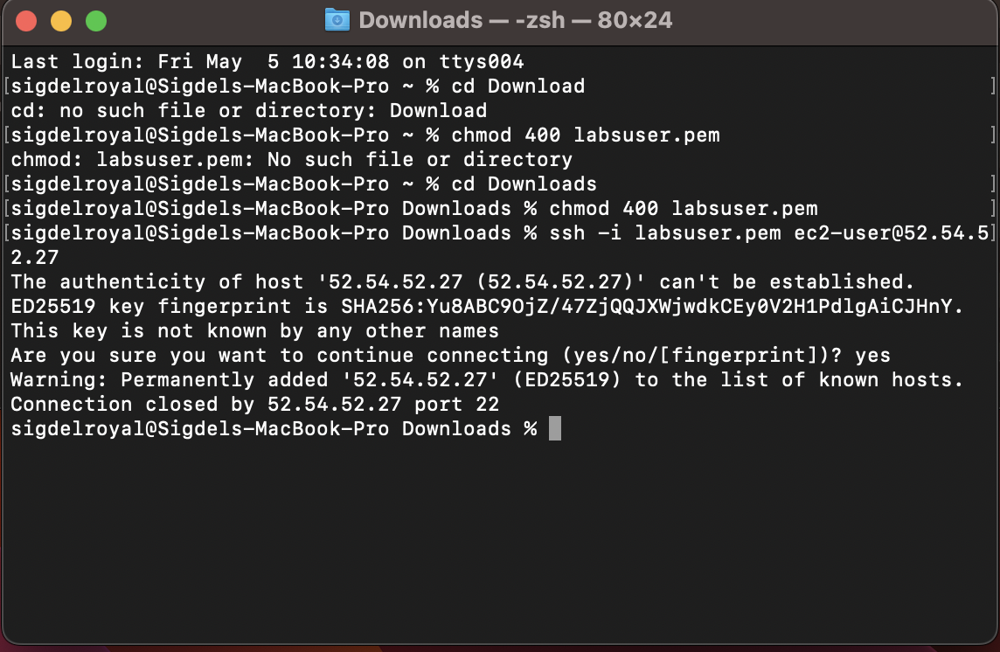 Downloads — -zsh — 80×24
Last login: Fri May  5 10:34:08 on ttys004
[sigdelroyal@Sigdels-MacBook-Pro ~ % cd Download ]
cd: no such file or directory: Download
[sigdelroyal@Sigdels-MacBook-Pro ~ % chmod 400 labsuser.pem ]
chmod: labsuser.pem: No such file or directory
[sigdelroyal@Sigdels-MacBook-Pro ~ % cd Downloads ]
[sigdelroyal@Sigdels-MacBook-Pro Downloads % chmod 400 labsuser.pem ]
[sigdelroyal@Sigdels-MacBook-Pro Downloads % ssh -i labsuser.pem ec2-user@52.54.5]
2.27
The authenticity of host '52.54.52.27 (52.54.52.27)' can't be established.
ED25519 key fingerprint is SHA256:Yu8ABC9OjZ/47ZjQQJXWjwdkCEy0V2H1PdlgAiCJHnY.
This key is not known by any other names
Are you sure you want to continue connecting (yes/no/[fingerprint])? yes
Warning: Permanently added '52.54.52.27' (ED25519) to the list of known hosts.
Connection closed by 52.54.52.27 port 22
sigdelroyal@Sigdels-MacBook-Pro Downloads %